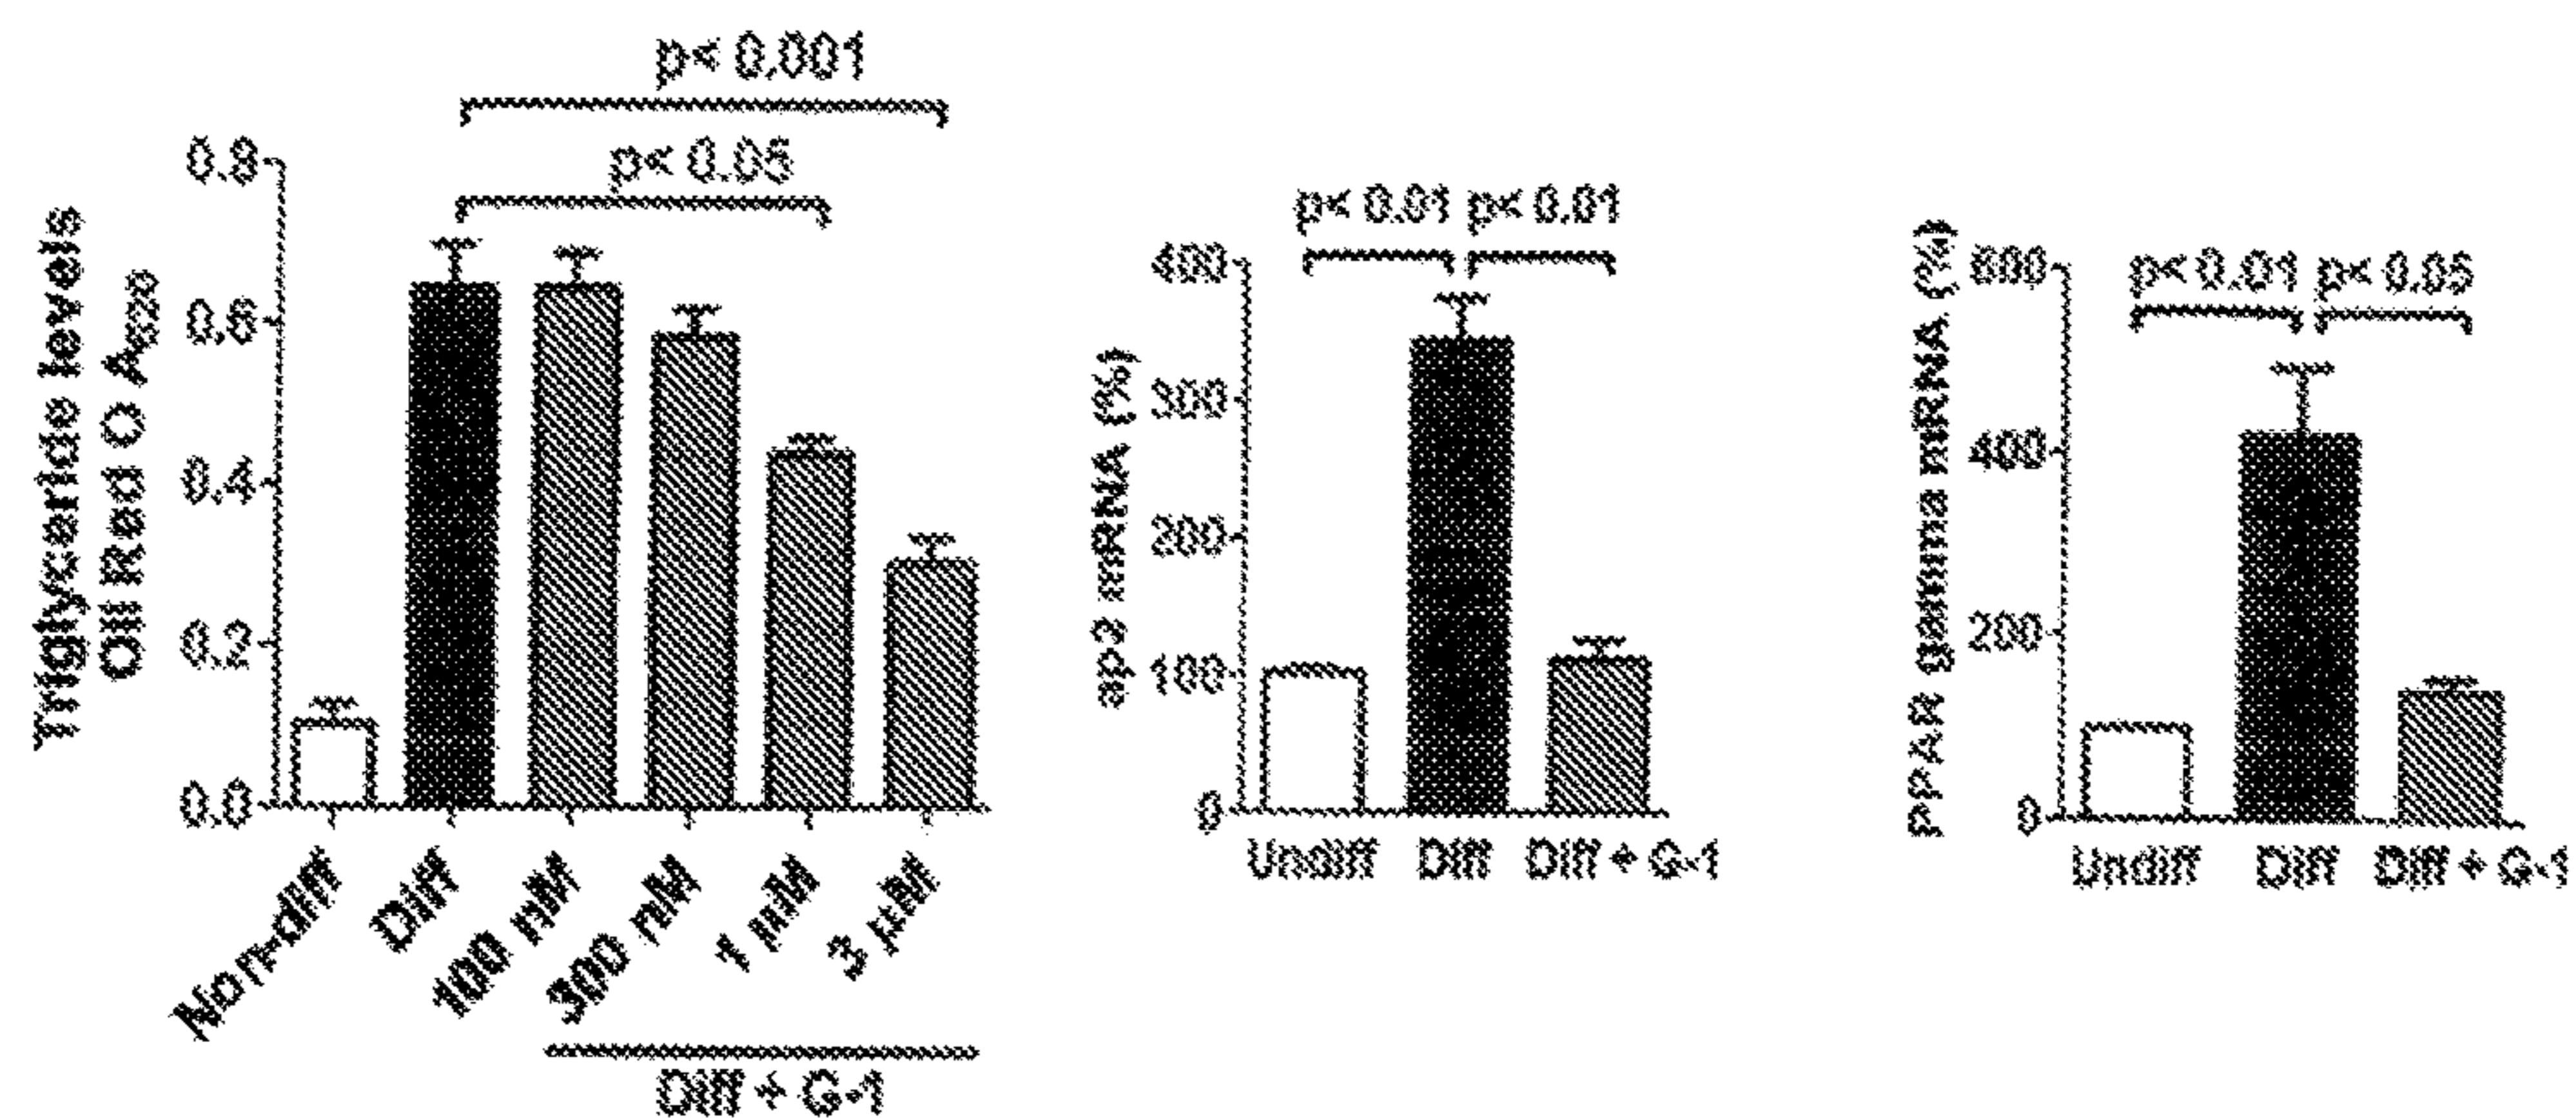 p< 0.001
p< 0.05
0.8
0.6
0.4
0.2
0.0
Triglyceride levels
Oil Red O A
Non-diff
Diff
100 nM
300 nM
1 µM
3 µM
Diff + G-1
p< 0.01 p< 0.01
400
300
200
100
0
mRNA (%)
Undiff Diff Diff + G-1
p< 0.01 p< 0.05
400
200
0
PPAR gamma mRNA (%)
Undiff Diff Diff + G-1